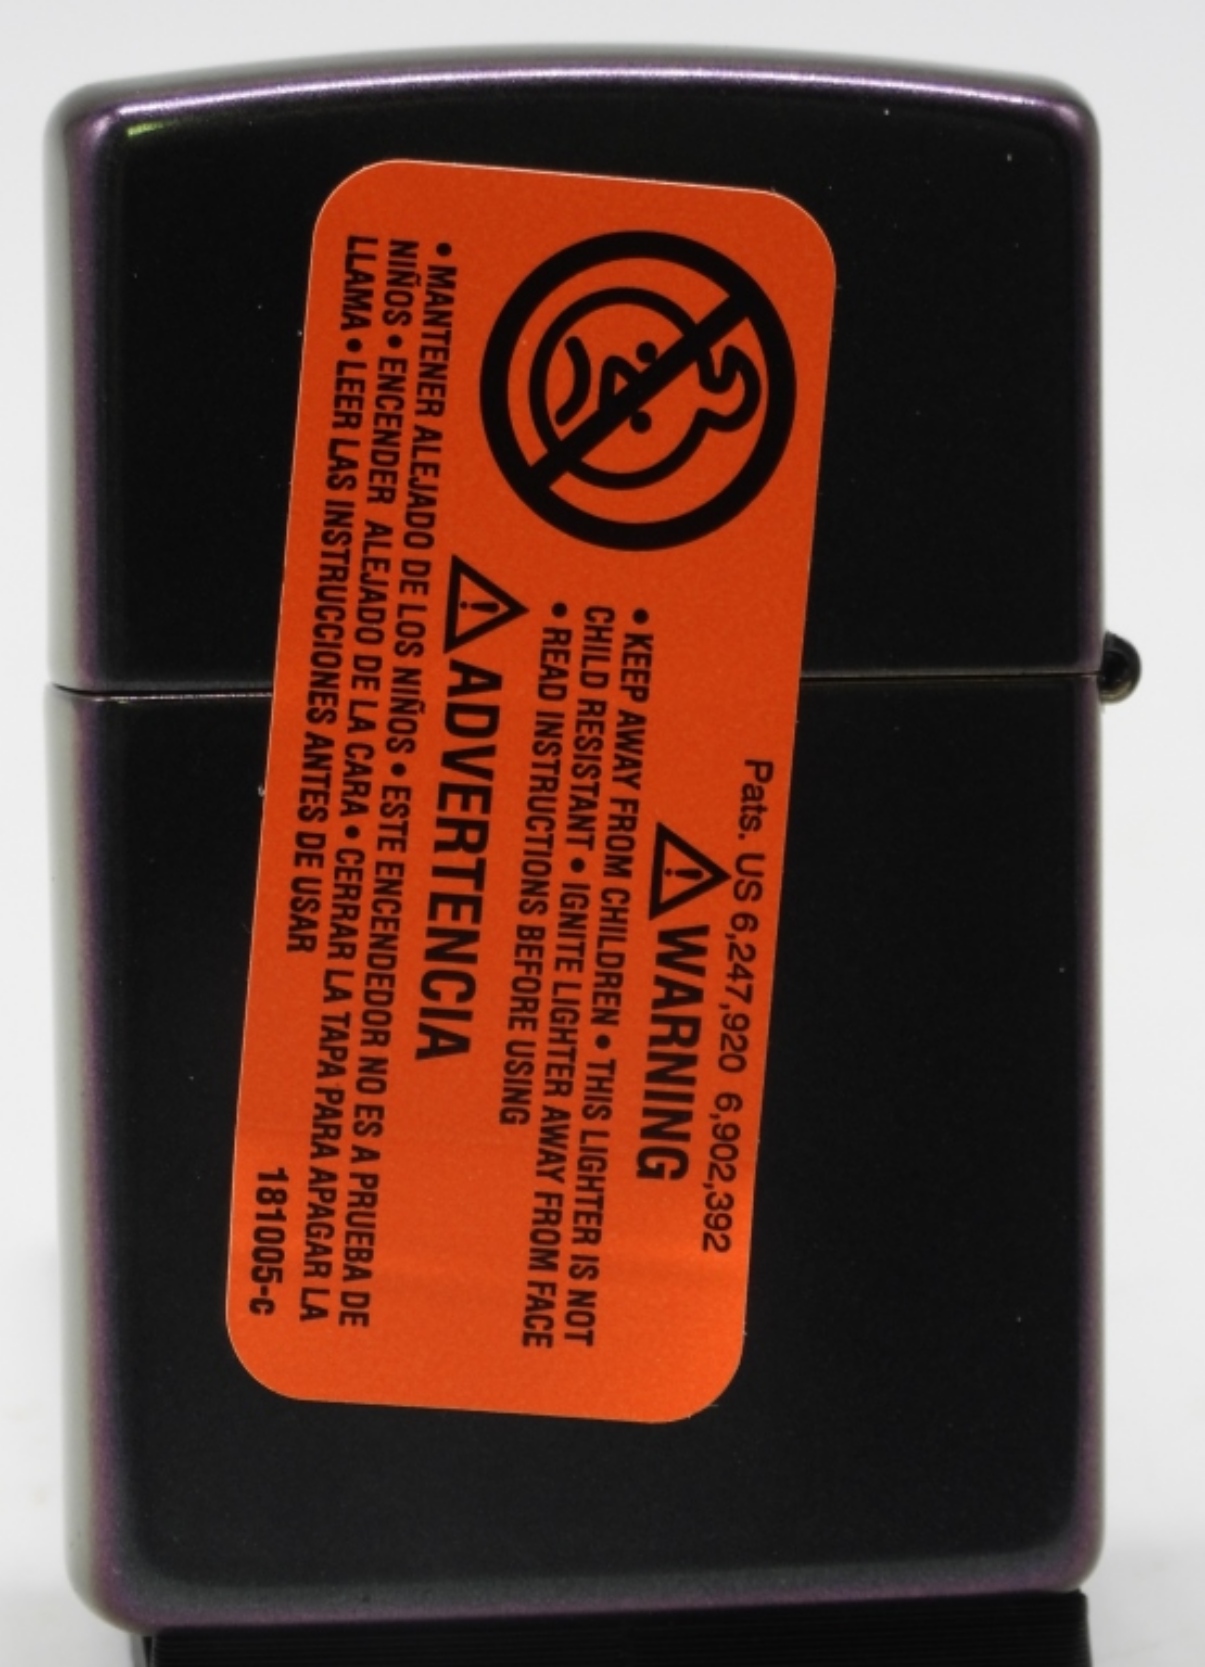 Pats. US 6,247,920 6,902,392
WARNING
• KEEP AWAY FROM CHILDREN • THIS LIGHTER IS NOT
CHILD RESISTANT • IGNITE LIGHTER AWAY FROM FACE
• READ INSTRUCTIONS BEFORE USING
ADVERTENCIA
• MANTENER ALEJADO DE LOS NIÑOS • ESTE ENCENDEDOR NO ES A PRUEBA DE
NIÑOS • ENCENDER ALEJADO DE LA CARA • CERRAR LA TAPA PARA APAGAR LA
LLAMA • LEER LAS INSTRUCCIONES ANTES DE USAR
181005-c